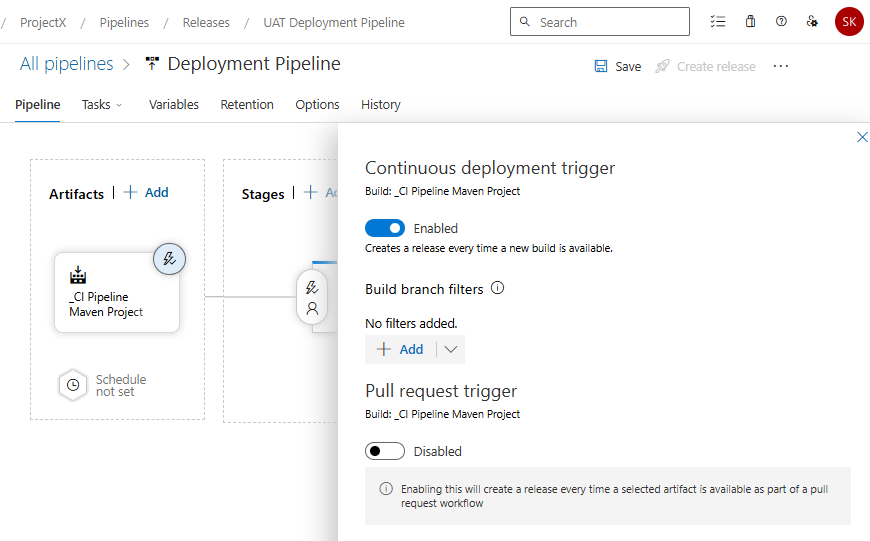 / ProjectX / Pipelines / Releases / UAT Deployment Pipeline
Search
SK
All pipelines > Deployment Pipeline
Save Create release ...
Pipeline Tasks Variables Retention Options History
Artifacts | + Add
Stages | +
_CI Pipeline
Maven Project
Schedule
not set
Continuous deployment trigger
Build: _CI Pipeline Maven Project
Enabled
Creates a release every time a new build is available.
Build branch filters
No filters added.
+ Add
Pull request trigger
Build: _CI Pipeline Maven Project
Disabled
Enabling this will create a release every time a selected artifact is available as part of a pull
request workflow